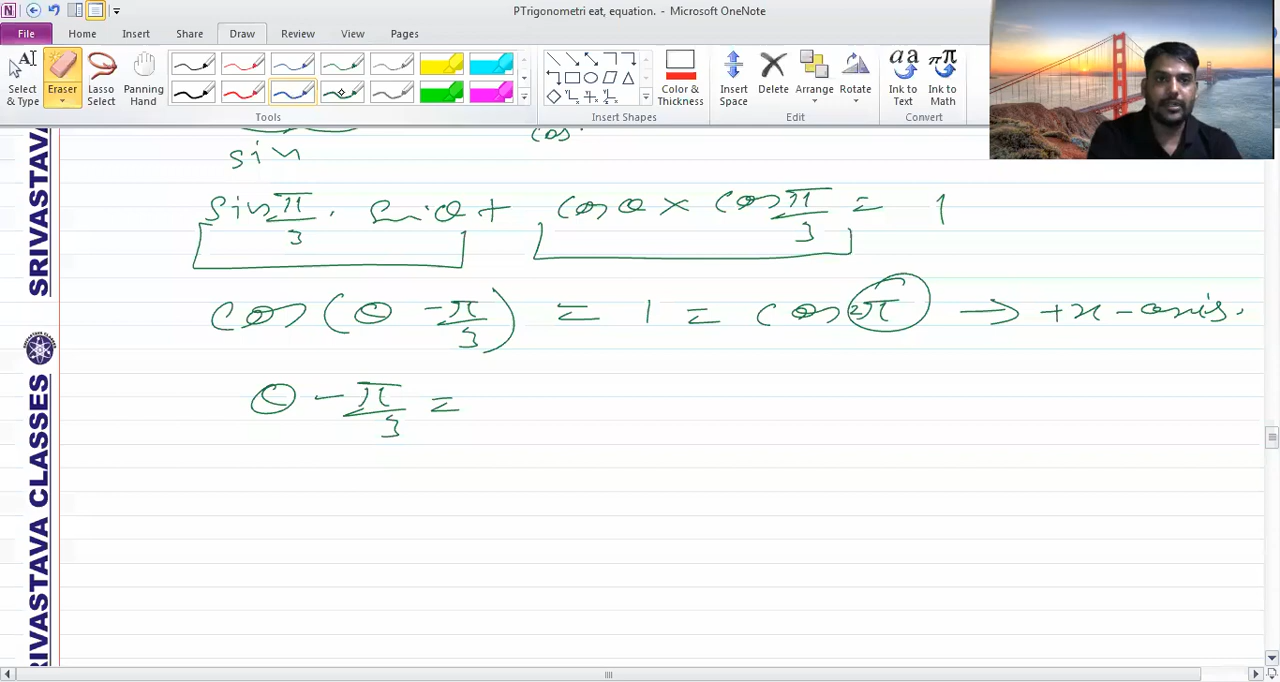 PTrigonometri eat, equation. - Microsoft OneNote
File Home Insert Share Draw Review View Pages
Select & Type Eraser Lasso Select Panning Hand Color & Thickness Insert Space Delete Arrange Rotate Ink to Text Ink to Math
Tools Insert Shapes Edit Convert
cos
sin
sin π/3 . sin θ + cos θ × cos π/3 = 1
cos (θ - π/3) = 1 = cos 2π → +x - axis.
θ - π/3 =
SRIVASTAVA
SRIVASTAVA CLASSES